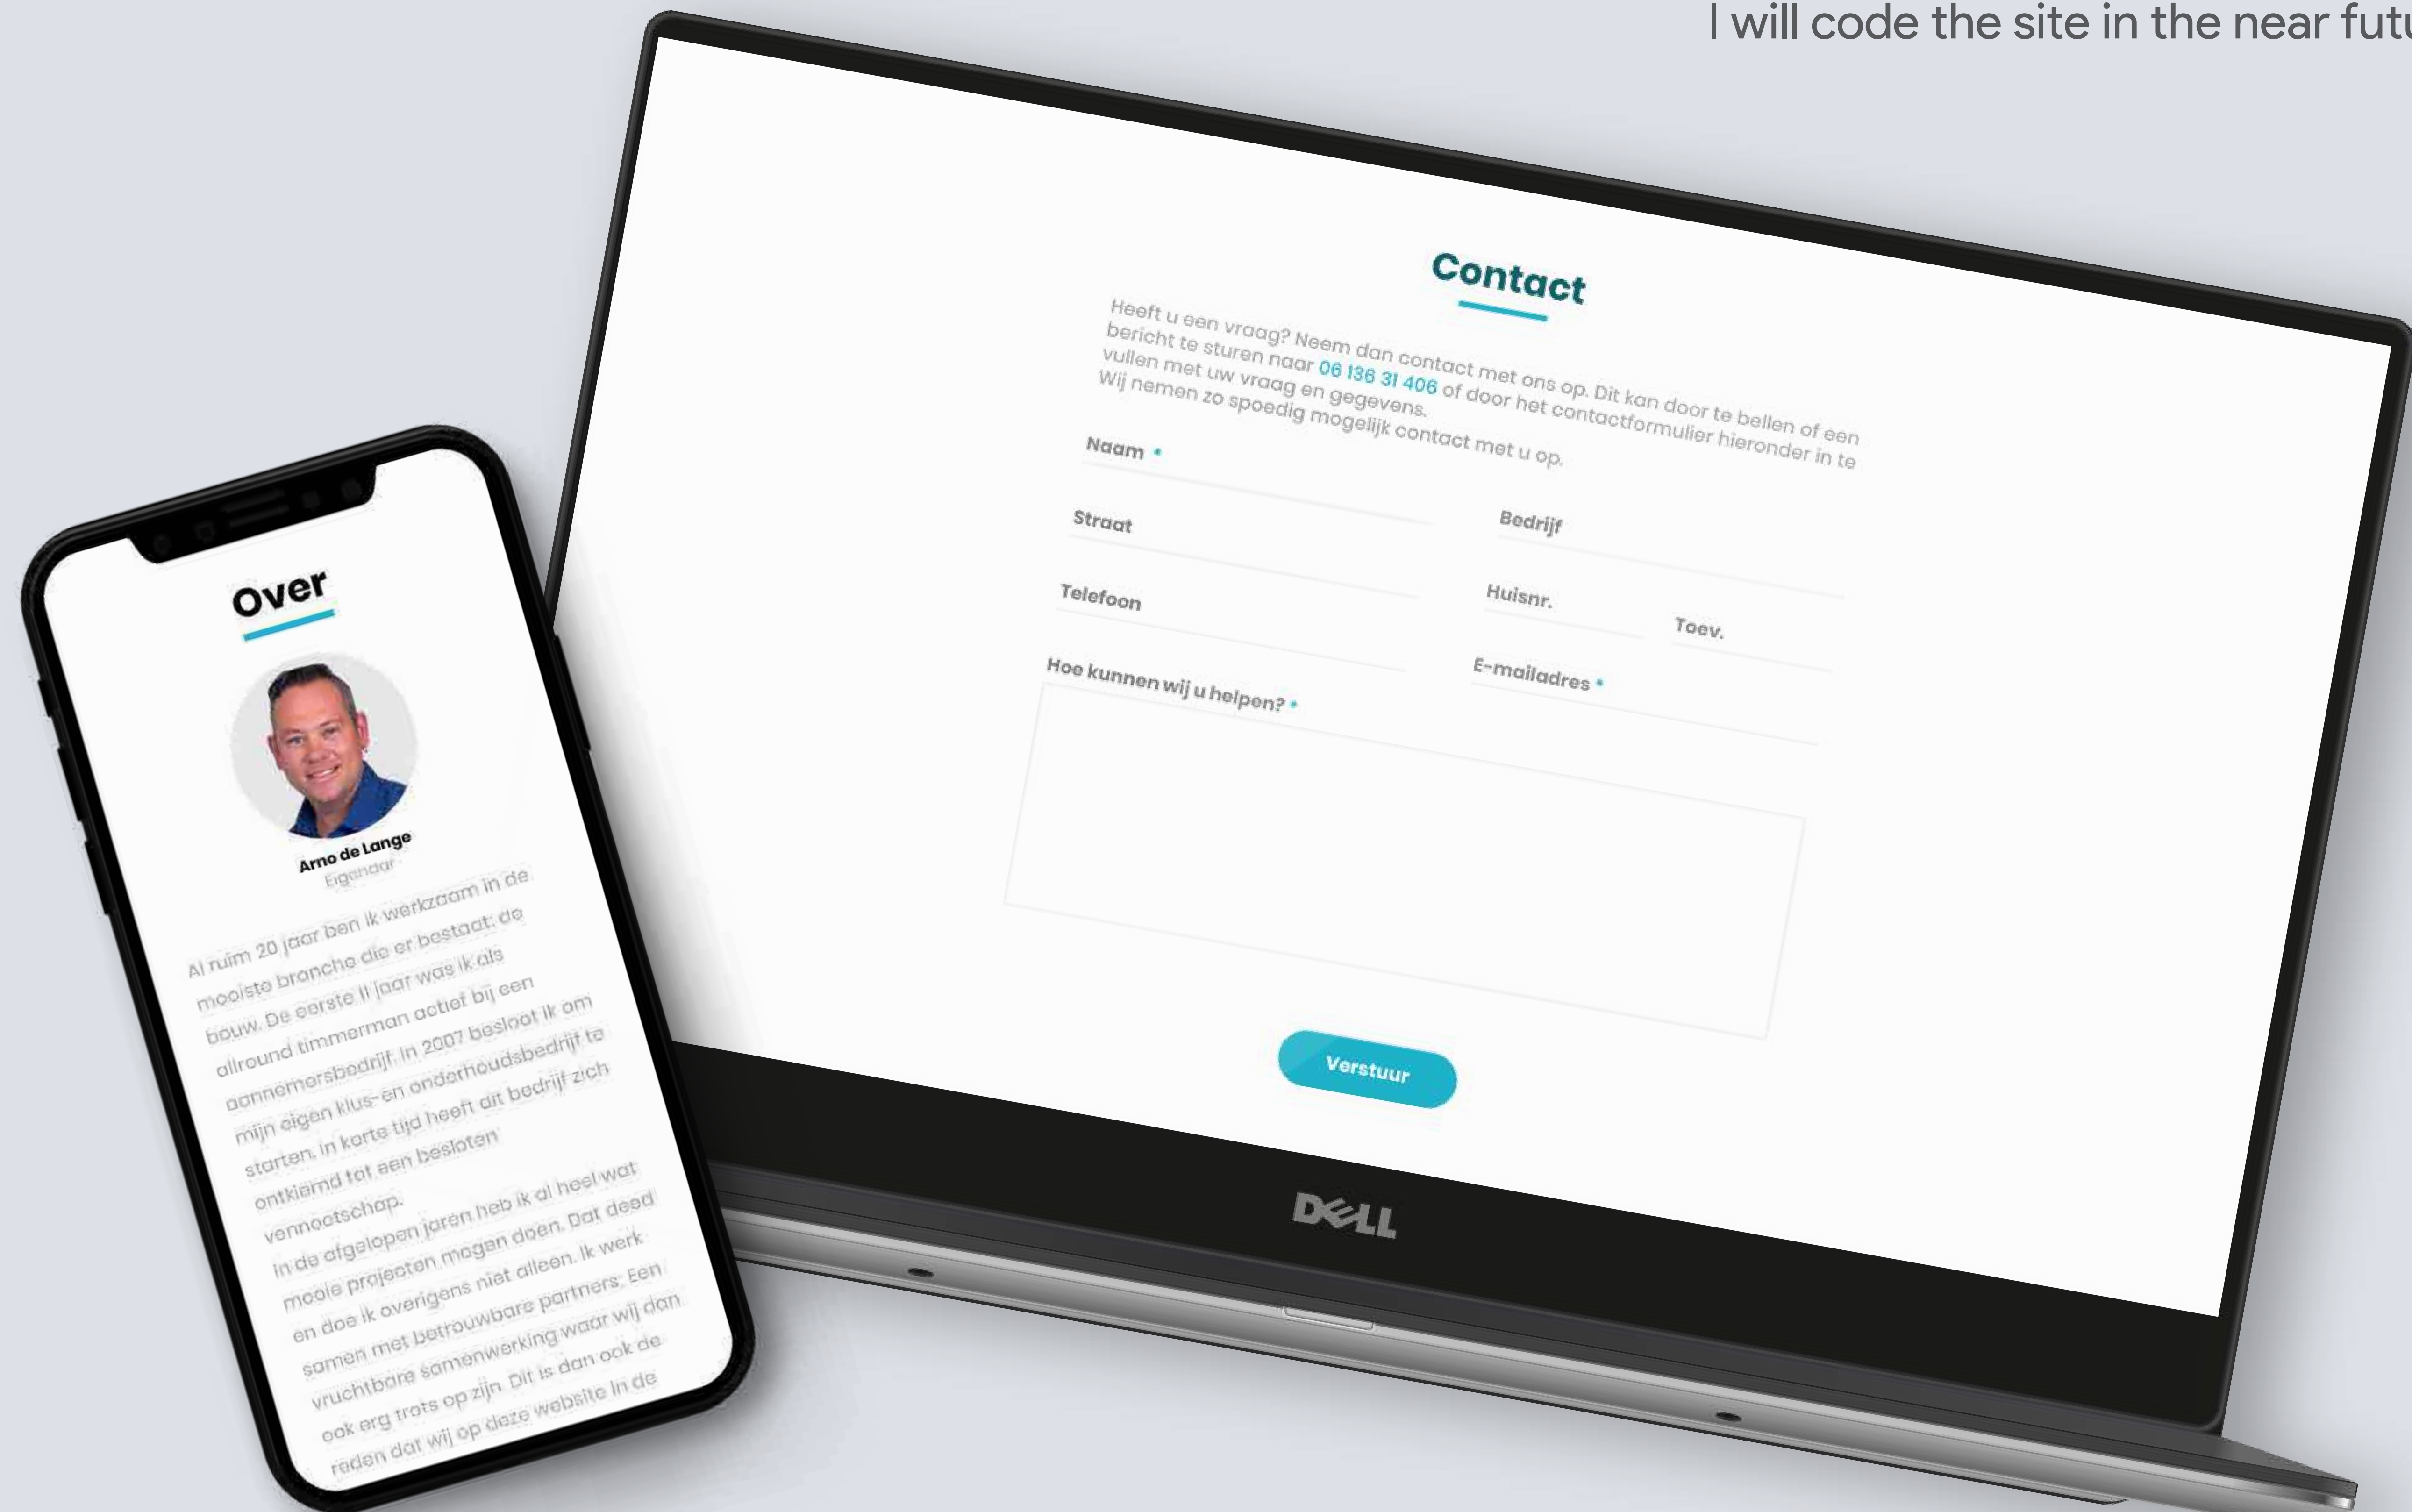 I will code the site in the near futu
Contact
Heeft u een vraag? Neem dan contact met ons op. Dit kan door te bellen of een
bericht te sturen naar 06 136 31 406 of door het contactformulier hieronder in te
vullen met uw vraag en gegevens.
Wij nemen zo spoedig mogelijk contact met u op.
Naam *
Bedrijf
Straat
Huisnr.
Toev.
Telefoon
E-mailadres *
Hoe kunnen wij u helpen? *
Verstuur
DELL
Over
Arno de Lange
Eigenaar
Al ruim 20 jaar ben ik werkzaam in de
mooiste branche die er bestaat: de
bouw. De eerste 11 jaar was ik als
allround timmerman actief bij een
aannemersbedrijf. In 2007 besloot ik om
mijn eigen klus-en onderhoudsbedrijf te
starten. In korte tijd heeft dit bedrijf zich
ontkiemd tot een besloten
vennootschap.
In de afgelopen jaren heb ik al heel wat
mooie projecten mogen doen. Dat deed
en doe ik overigens niet alleen. Ik werk
samen met betrouwbare partners. Een
vruchtbare samenwerking waar wij dan
ook erg trots op zijn. Dit is dan ook de
reden dat wij op deze website in de